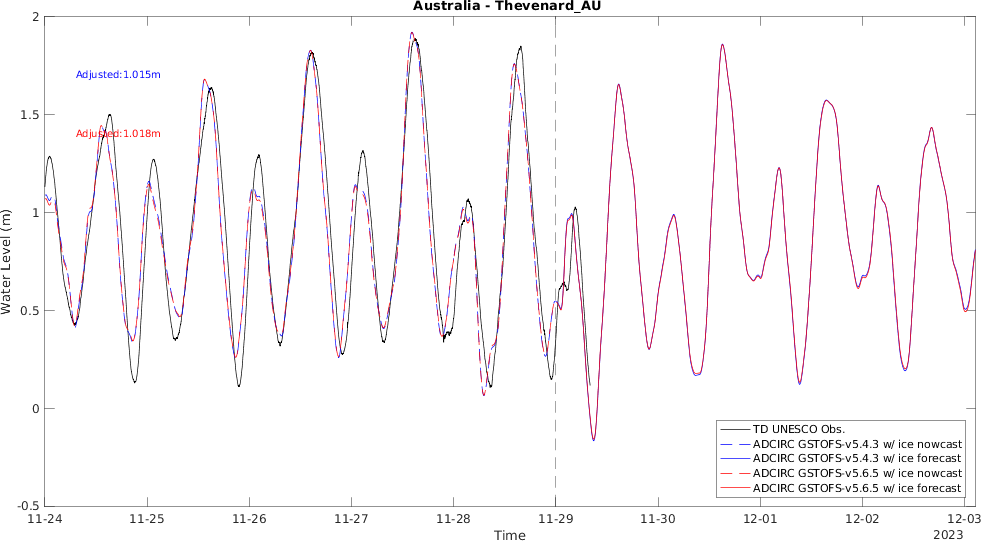 Australia - Thevenard_AU
2
1.5
1
0.5
0
-0.5
Water Level (m)
Adjusted:1.015m
Adjusted:1.018m
TD UNESCO Obs.
ADCIRC GSTOFS-v5.4.3 w/ ice nowcast
ADCIRC GSTOFS-v5.4.3 w/ ice forecast
ADCIRC GSTOFS-v5.6.5 w/ ice nowcast
ADCIRC GSTOFS-v5.6.5 w/ ice forecast
11-24 11-25 11-26 11-27 11-28 11-29 11-30 12-01 12-02 12-03
Time
2023